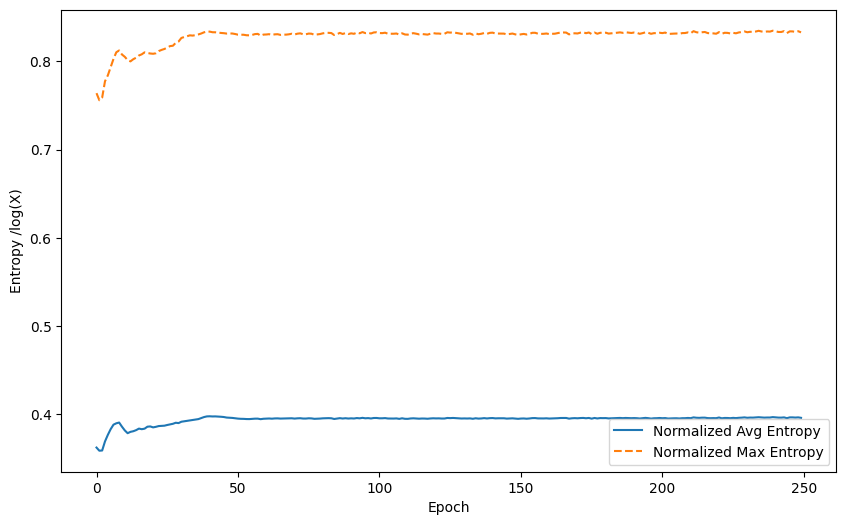 0.8
0.7
0.6
0.5
0.4
Entropy /log(X)
0 50 100 150 200 250
Epoch
Normalized Avg Entropy
Normalized Max Entropy